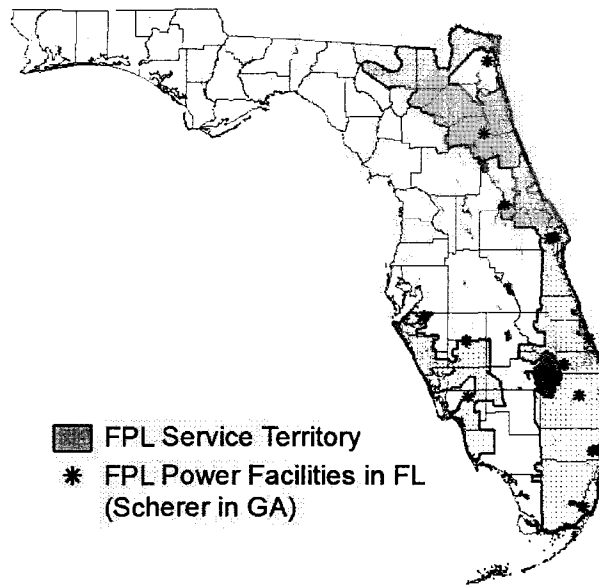 FPL Service Territory
FPL Power Facilities in FL
(Scherer in GA)